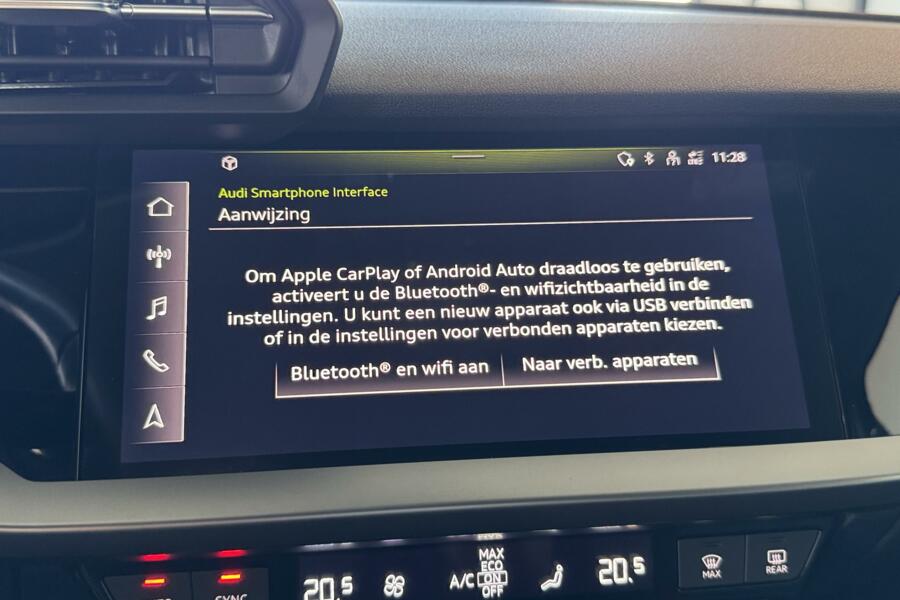 11:28
Audi Smartphone Interface
Aanwijzing
Om Apple CarPlay of Android Auto draadloos te gebruiken,
activeert u de Bluetooth®- en wifizichtbaarheid in de
instellingen. U kunt een nieuw apparaat ook via USB verbinden
of in de instellingen voor verbonden apparaten kiezen.
Bluetooth® en wifi aan
Naar verb. apparaten
MAX
ECO
A/C ON
OFF
20.5
20.5
SYNC
MAX
REAR